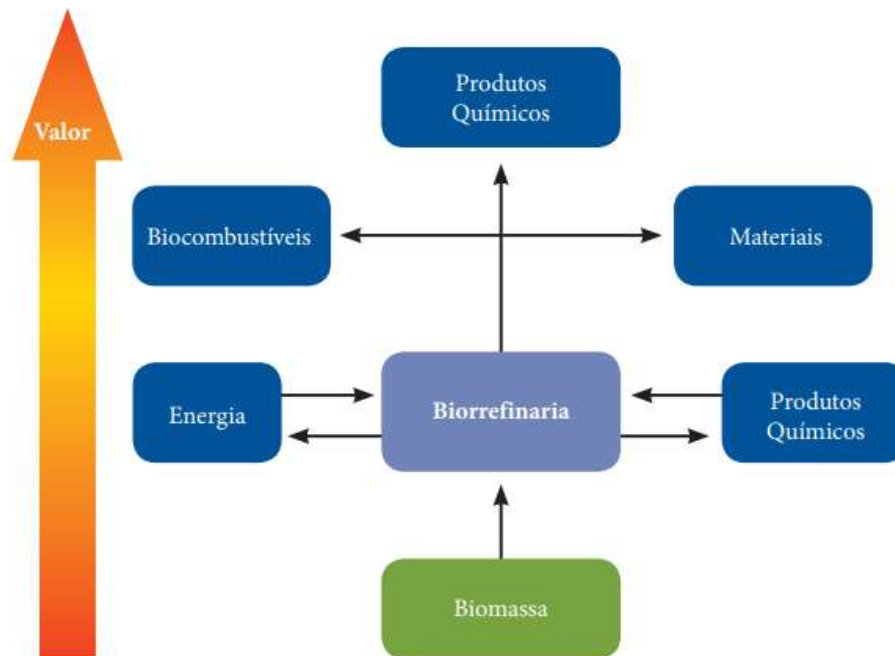 Produtos
Químicos
Valor
Biocombustíveis
Materiais
Energia
Biorrefinaria
Produtos
Químicos
Biomassa